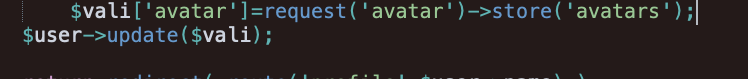 $vali['avatar']=request('avatar')->store('avatars');
$user->update($vali);